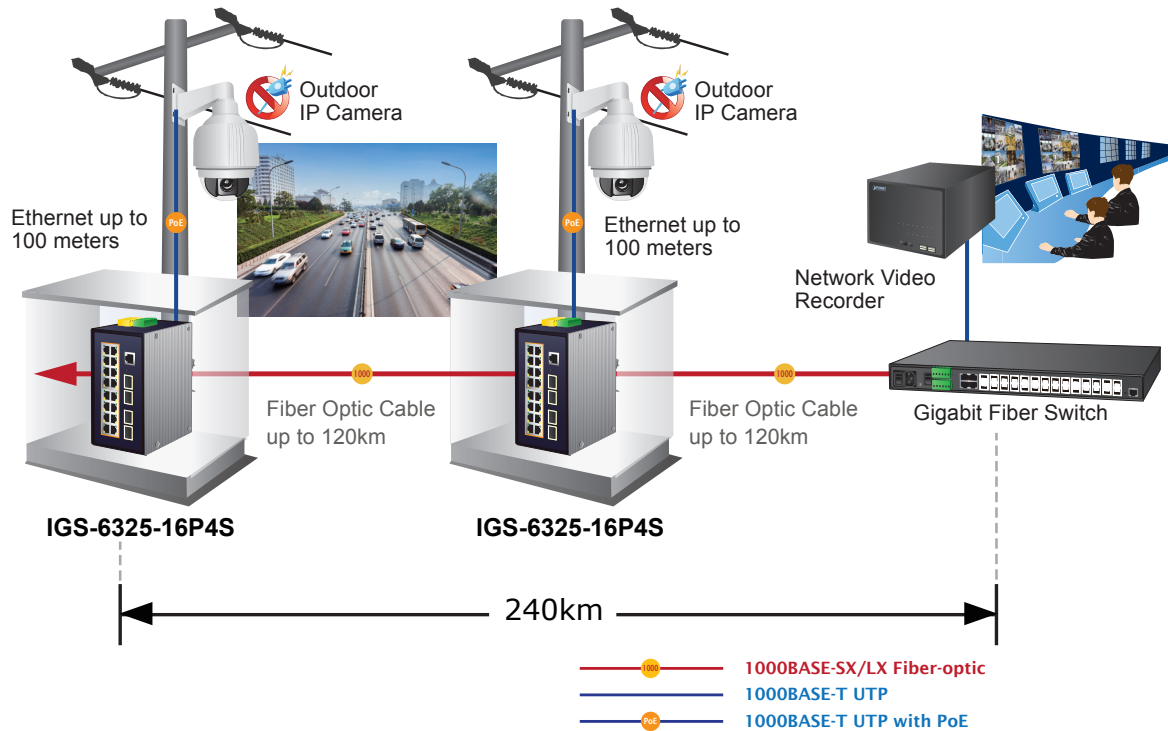 Outdoor
IP Camera
Outdoor
IP Camera
Ethernet up to
100 meters
PoE
Ethernet up to
100 meters
PoE
Network Video
Recorder
1000
1000
Fiber Optic Cable
up to 120km
Fiber Optic Cable
up to 120km
Gigabit Fiber Switch
IGS-6325-16P4S
IGS-6325-16P4S
240km
1000
1000BASE-SX/LX Fiber-optic
1000BASE-T UTP
PoE
1000BASE-T UTP with PoE